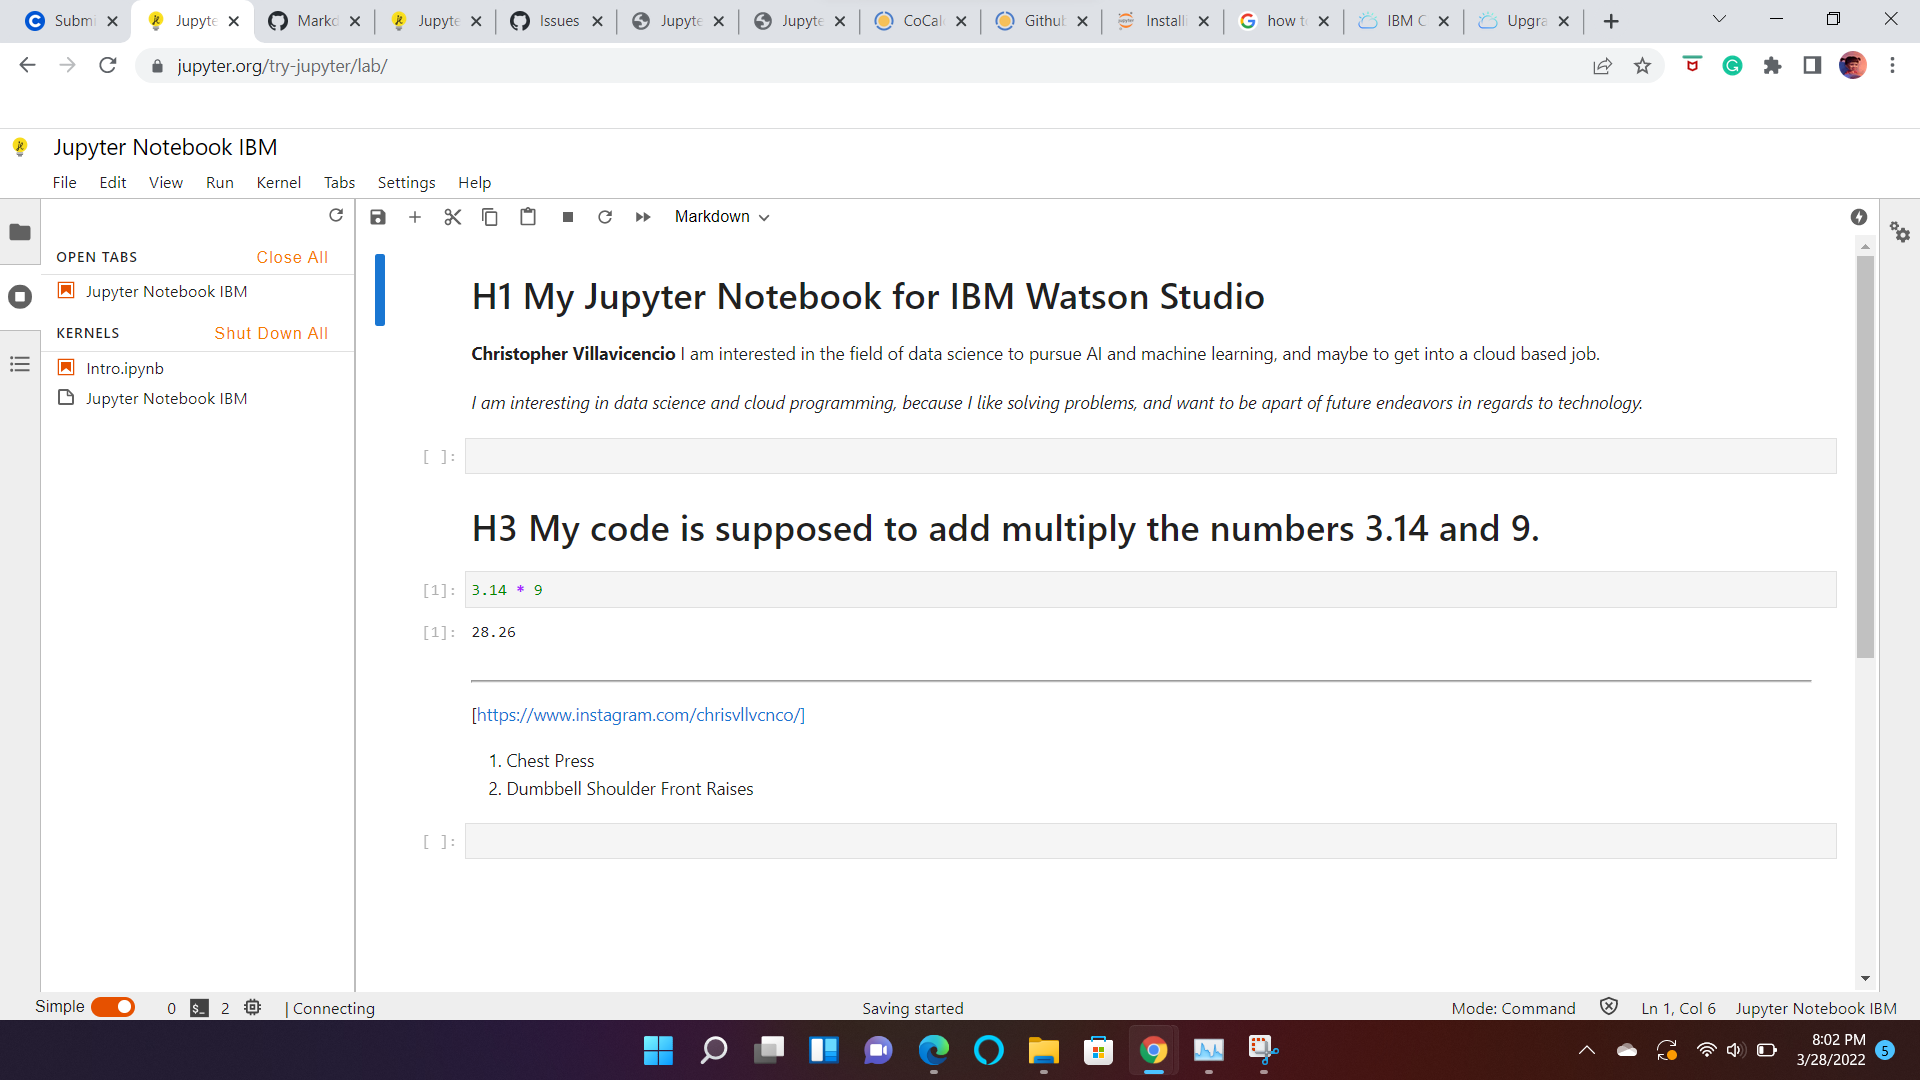 Submi
Jupyte
Markd
Jupyte
Issues
Jupyte
Jupyte
CoCal
Github
Installi
how to
IBM C
Upgra
jupyter.org/try-jupyter/lab/
Jupyter Notebook IBM
File Edit View Run Kernel Tabs Settings Help
Markdown
OPEN TABS Close All
Jupyter Notebook IBM
KERNELS Shut Down All
Intro.ipynb
Jupyter Notebook IBM
H1 My Jupyter Notebook for IBM Watson Studio
Christopher Villavicencio I am interested in the field of data science to pursue AI and machine learning, and maybe to get into a cloud based job.
I am interesting in data science and cloud programming, because I like solving problems, and want to be apart of future endeavors in regards to technology.
[ ]:
H3 My code is supposed to add multiply the numbers 3.14 and 9.
[1]: 3.14 * 9
[1]: 28.26
[https://www.instagram.com/chrisvllvcnco/]
1. Chest Press
2. Dumbbell Shoulder Front Raises
[ ]:
Simple 0 $_ 2 | Connecting Saving started Mode: Command Ln 1, Col 6 Jupyter Notebook IBM
8:02 PM
3/28/2022 5